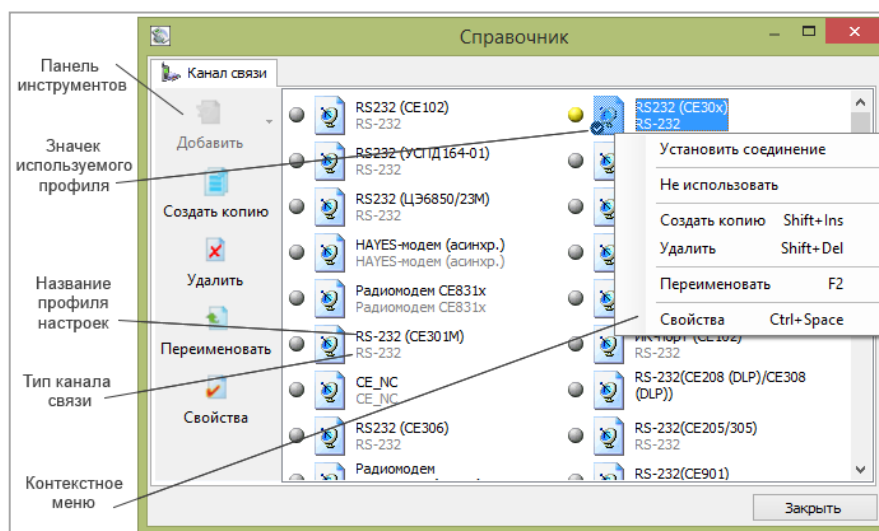 Справочник
Канал связи
Панель
инструментов
Значек
используемого
профиля
Название
профиля
настроек
Тип канала
связи
Контекстное
меню
Добавить
Создать копию
Удалить
Переименовать
Свойства
RS232 (CE102)
RS-232
RS232 (УСПД164-01)
RS-232
RS232 (ЦЭ6850/23М)
RS-232
HAYES-модем (асинхр.)
HAYES-модем (асинхр.)
Радиомодем CE831x
Радиомодем CE831x
RS-232 (CE301M)
RS-232
CE_NC
CE_NC
RS232 (CE306)
RS-232
Радиомодем
RS232 (CE30x)
RS-232
Установить соединение
Не использовать
Создать копию Shift+Ins
Удалить Shift+Del
Переименовать F2
Свойства Ctrl+Space
ИК-порт (CE102)
RS-232
RS-232(CE208 (DLP)/CE308
(DLP))
RS-232(CE205/305)
RS-232
RS-232(CE901)
Закрыть